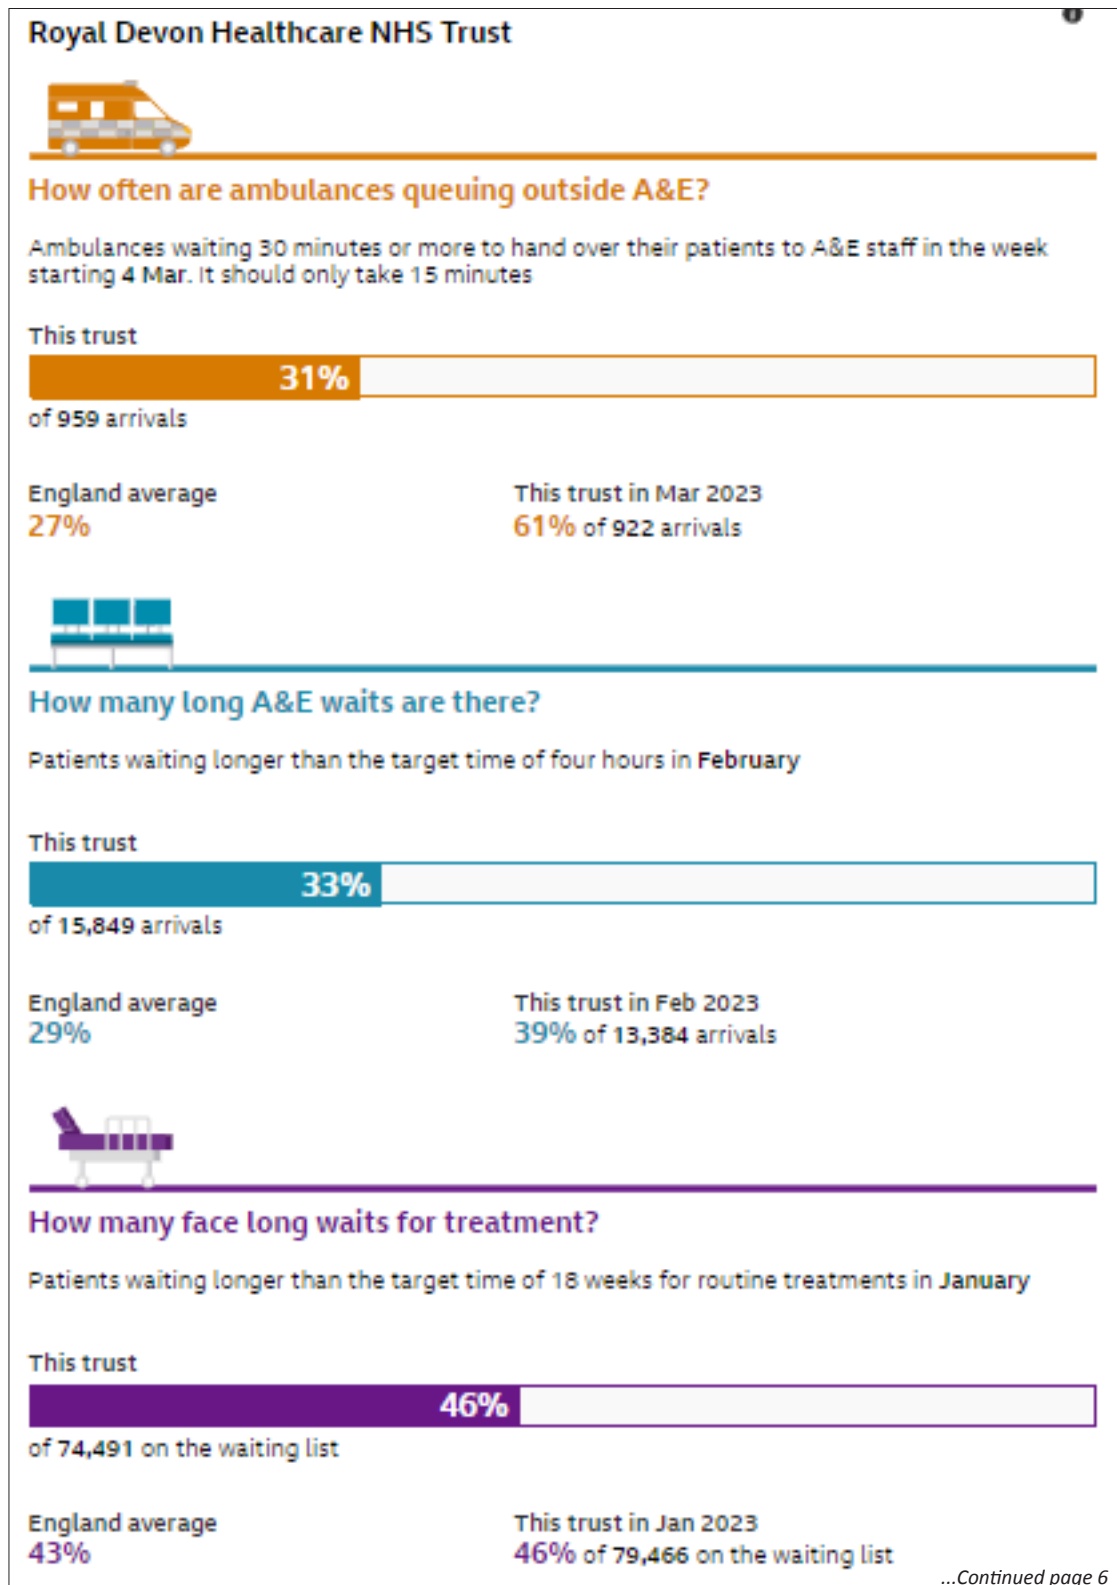 Royal Devon Healthcare NHS Trust
How often are ambulances queuing outside A&E?
Ambulances waiting 30 minutes or more to hand over their patients to A&E staff in the week
starting 4 Mar. It should only take 15 minutes
This trust
31%
of 959 arrivals
England average
27%
This trust in Mar 2023
61% of 922 arrivals
How many long A&E waits are there?
Patients waiting longer than the target time of four hours in February
This trust
33%
of 15,849 arrivals
England average
29%
This trust in Feb 2023
39% of 13,384 arrivals
How many face long waits for treatment?
Patients waiting longer than the target time of 18 weeks for routine treatments in January
This trust
46%
of 74,491 on the waiting list
England average
43%
This trust in Jan 2023
46% of 79,466 on the waiting list
...Continued page 6